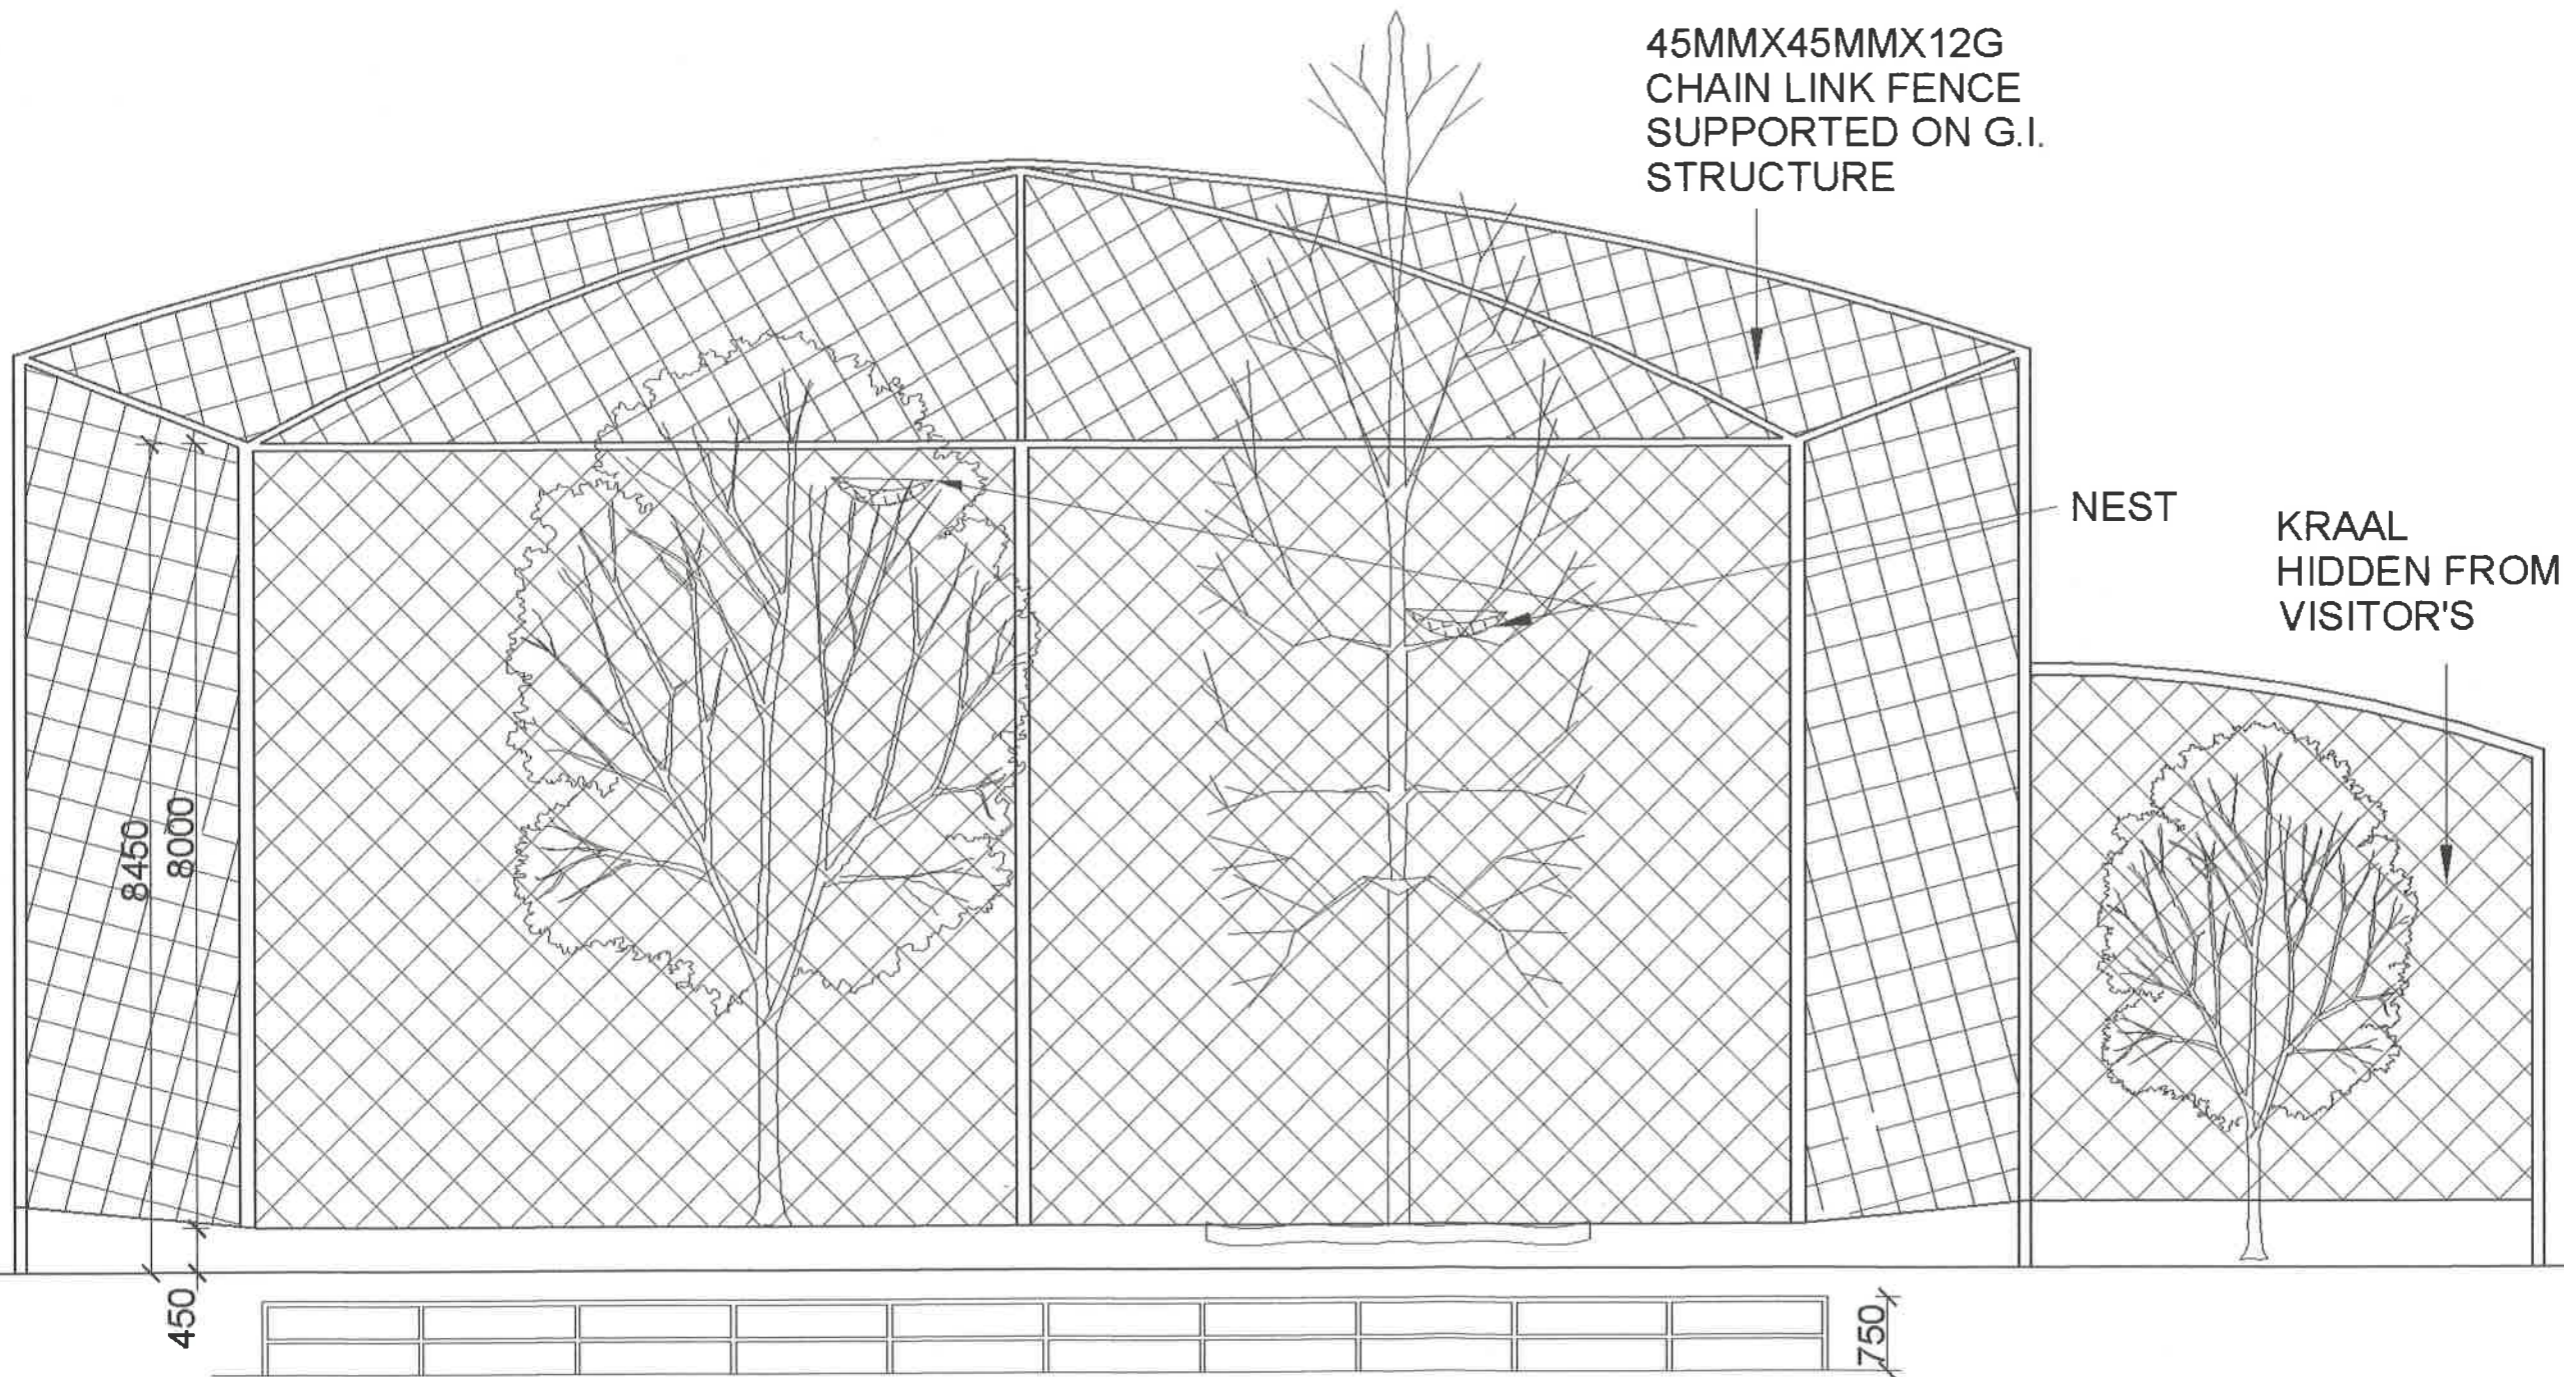 45MMX45MMX12G
CHAIN LINK FENCE
SUPPORTED ON G.I.
STRUCTURE
NEST
KRAAL
HIDDEN FROM
VISITOR'S
8450
8000
450
750